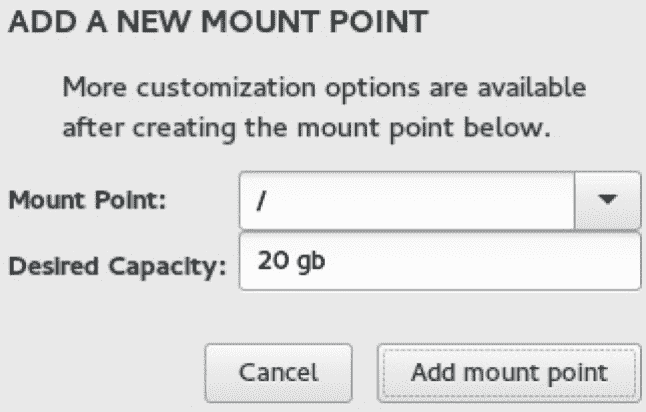 ADD A NEW MOUNT POINT
More customization options are available
after creating the mount point below.
Mount Point: /
Desired Capacity: 20 gb
Cancel Add mount point